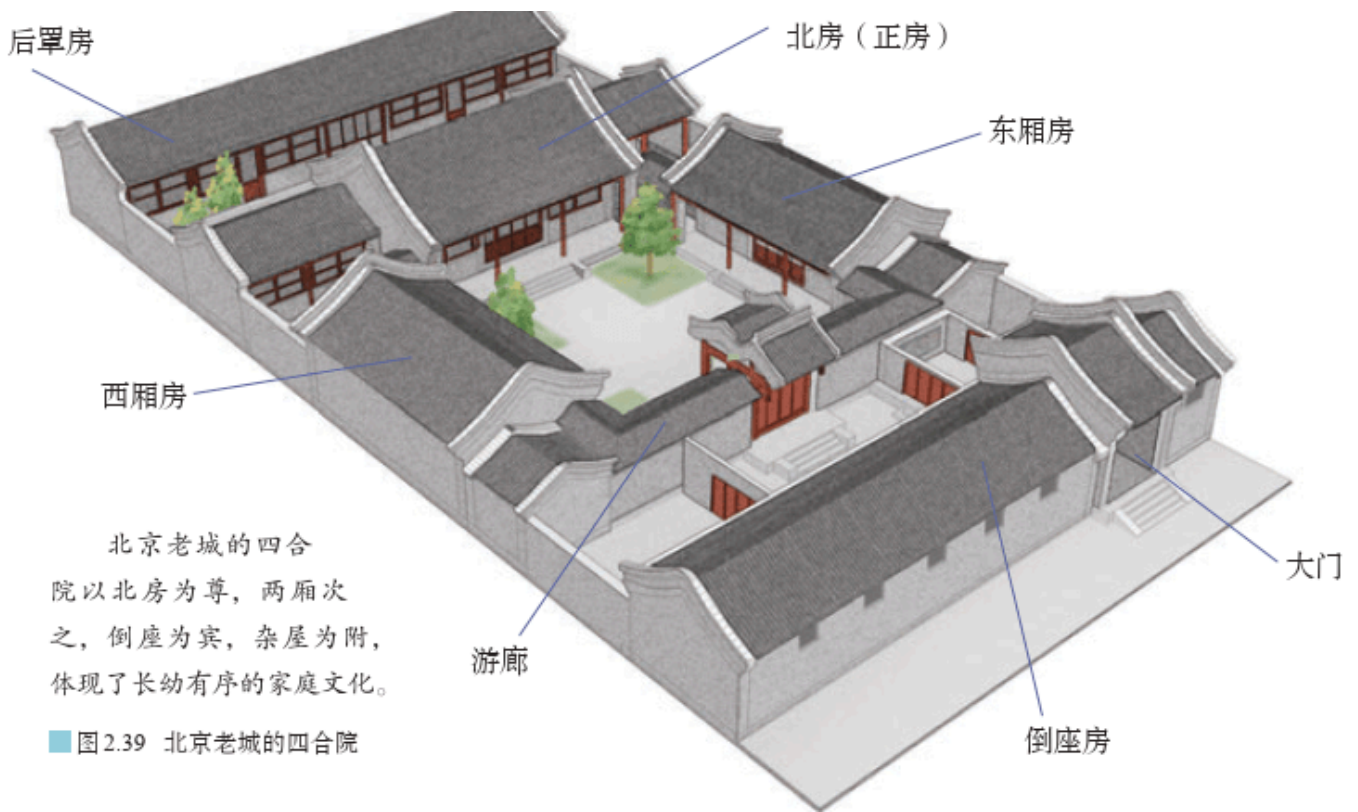 后罩房
北房（正房）
东厢房
西厢房
北京老城的四合
院以北房为尊，两厢次
之，倒座为宾，杂屋为附，
体现了长幼有序的家庭文化。
游廊
大门
倒座房
图2.39 北京老城的四合院